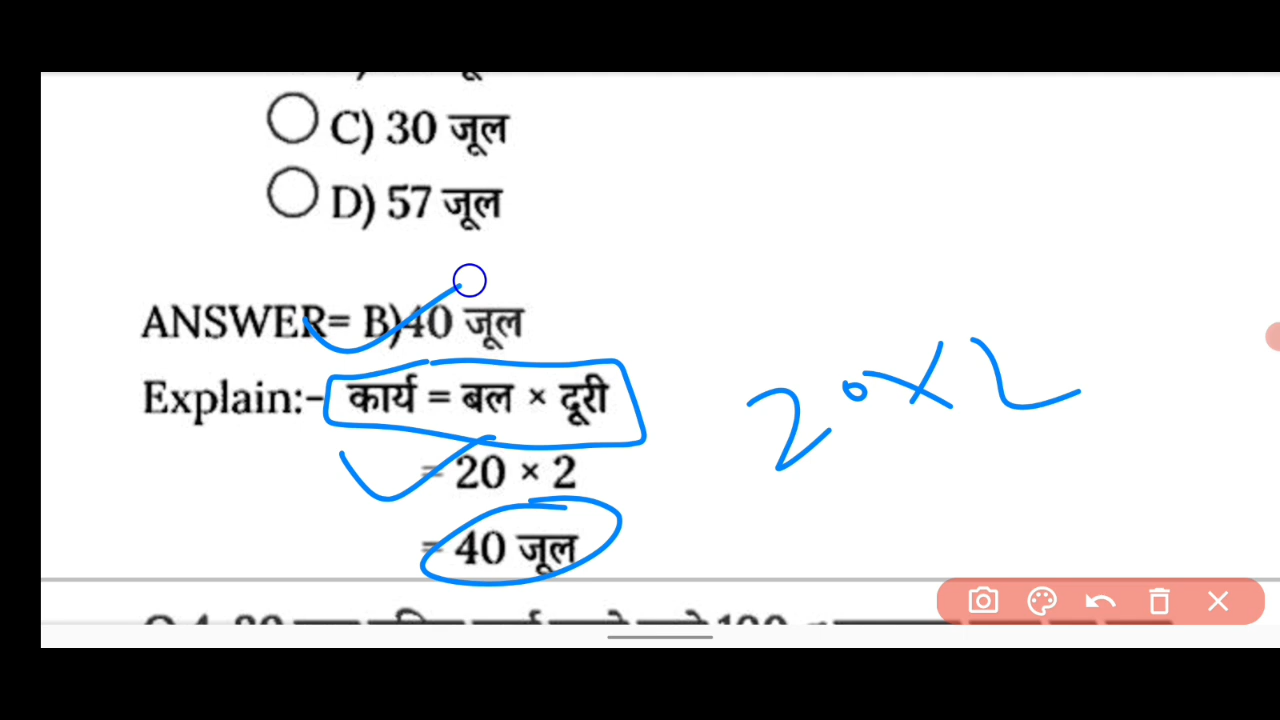 C) 30 जूल
D) 57 जूल
ANSWER= B)40 जूल
Explain:- कार्य = बल × दूरी
= 20 × 2
20×2
= 40 जूल